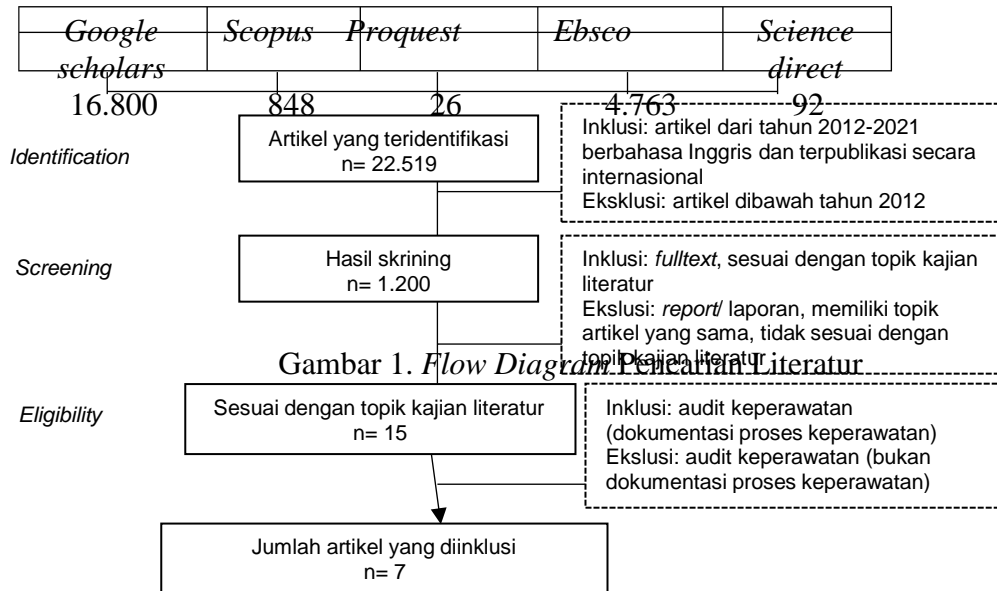 Google Scopus Proquest Ebsco Science
scholars direct
16.800 848 26 4.763 92
Artikel yang teridentifikasi
n= 22.519
Identification
Inklusi: artikel dari tahun 2012-2021
berbahasa Inggris dan terpublikasi secara
internasional
Eksklusi: artikel dibawah tahun 2012
Screening
Hasil skrining
n= 1.200
Inklusi: fulltext, sesuai dengan topik kajian
literatur
Ekslusi: report/ laporan, memiliki topik
artikel yang sama, tidak sesuai dengan
topik kajian literatur
Gambar 1. Flow Diagram Pencarian Literatur
Eligibility
Sesuai dengan topik kajian literatur
n= 15
Inklusi: audit keperawatan
(dokumentasi proses keperawatan)
Ekslusi: audit keperawatan (bukan
dokumentasi proses keperawatan)
Jumlah artikel yang diinklusi
n= 7